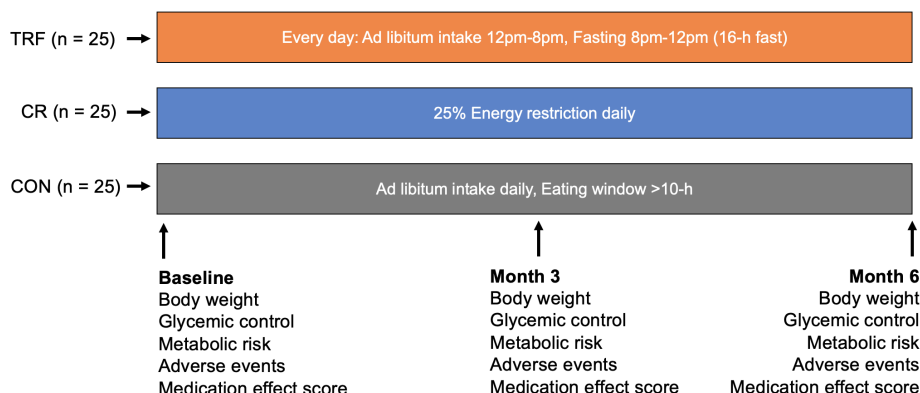 TRF (n = 25)
Every day: Ad libitum intake 12pm-8pm, Fasting 8pm-12pm (16-h fast)
CR (n = 25)
25% Energy restriction daily
CON (n = 25)
Ad libitum intake daily, Eating window >10-h
Baseline
Body weight
Glycemic control
Metabolic risk
Adverse events
Medication effect score
Month 3
Body weight
Glycemic control
Metabolic risk
Adverse events
Medication effect score
Month 6
Body weight
Glycemic control
Metabolic risk
Adverse events
Medication effect score